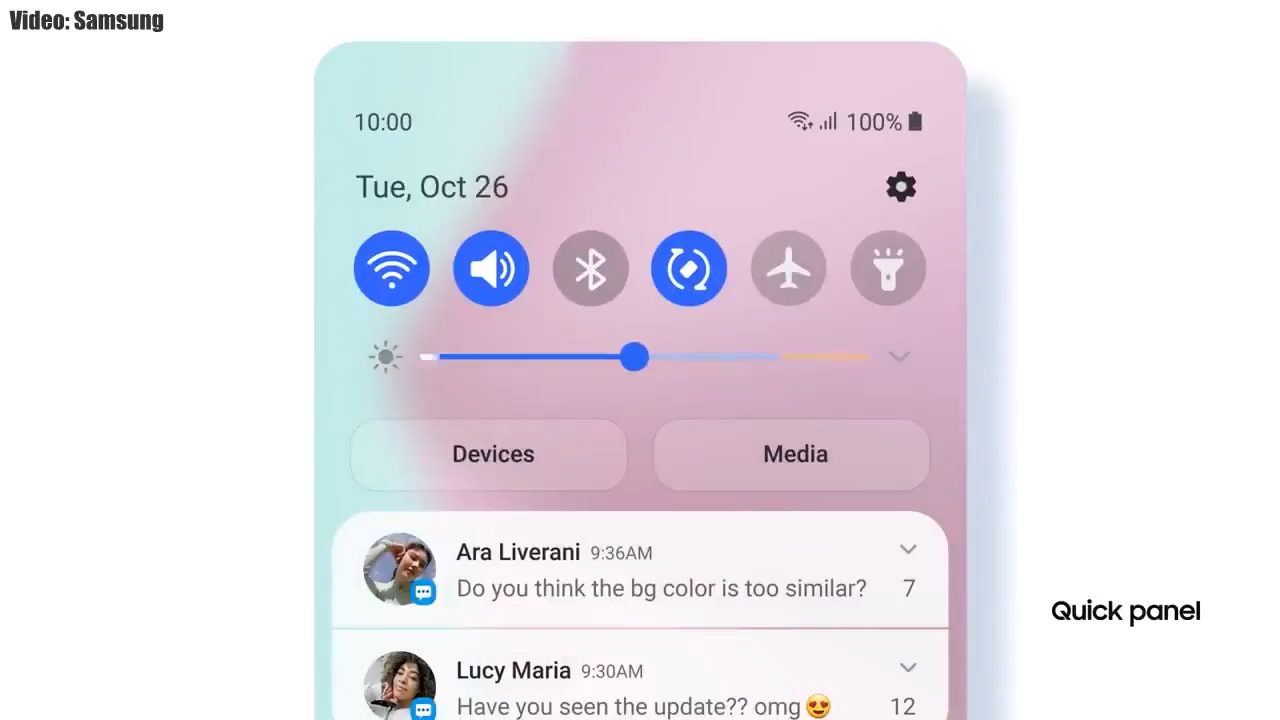 Video: Samsung
10:00
100%
Tue, Oct 26
Devices
Media
Ara Liverani 9:36AM
Do you think the bg color is too similar? 7
Quick panel
Lucy Maria 9:30AM
Have you seen the update?? omg😍 12